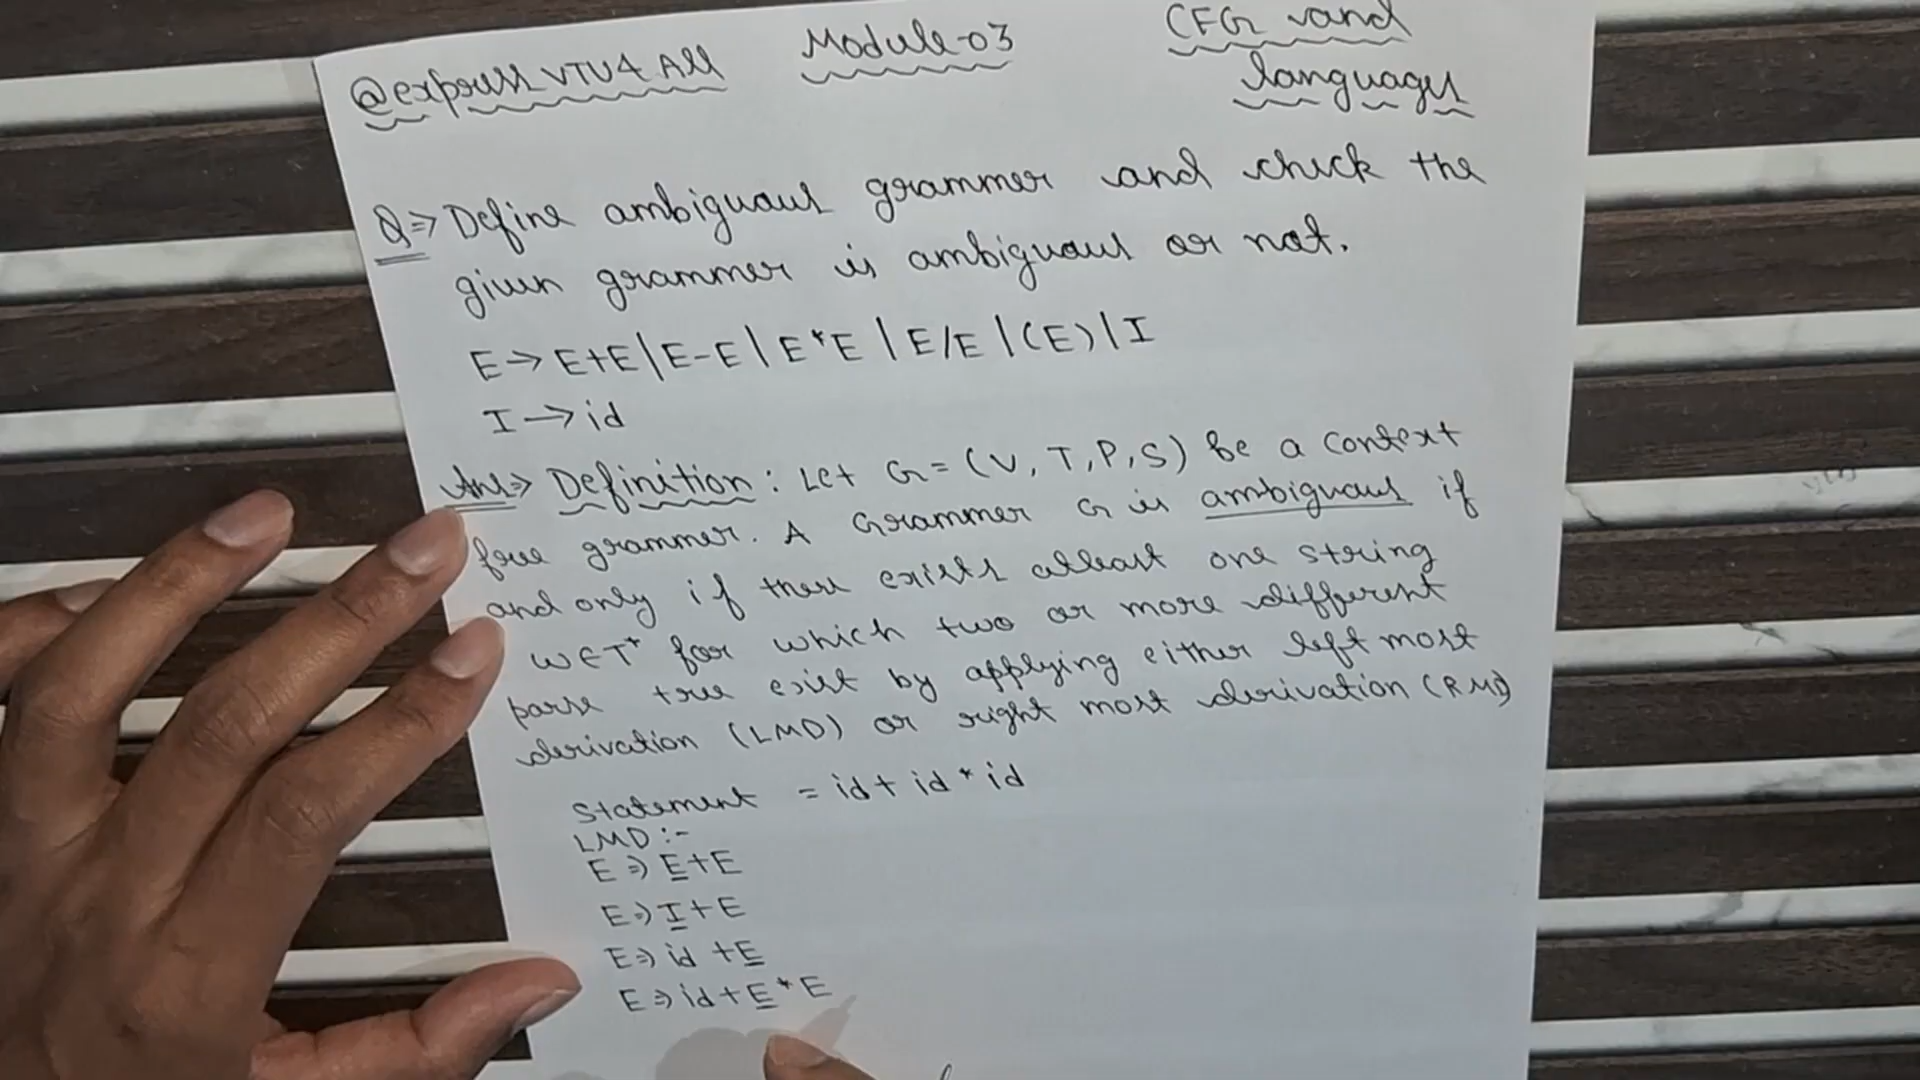 @express VTU4 All Module-03 CFG and
languages
Q⇒ Define ambiguous grammer and check the
given grammer is ambiguous or not.
E → E+E | E-E | E*E | E/E | (E) | I
I → id
Ans⇒ Definition : Let G = (V, T, P, S) be a context
free grammer. A Grammer G is ambiguous if
and only if there exists atleast one string
w∈T* for which two or more different
parse tree exist by applying either left most
derivation (LMD) or right most derivation (RMD)
Statement = id + id * id
LMD :-
E ⇒ E+E
E ⇒ I+E
E ⇒ id +E
E ⇒ id+E*E